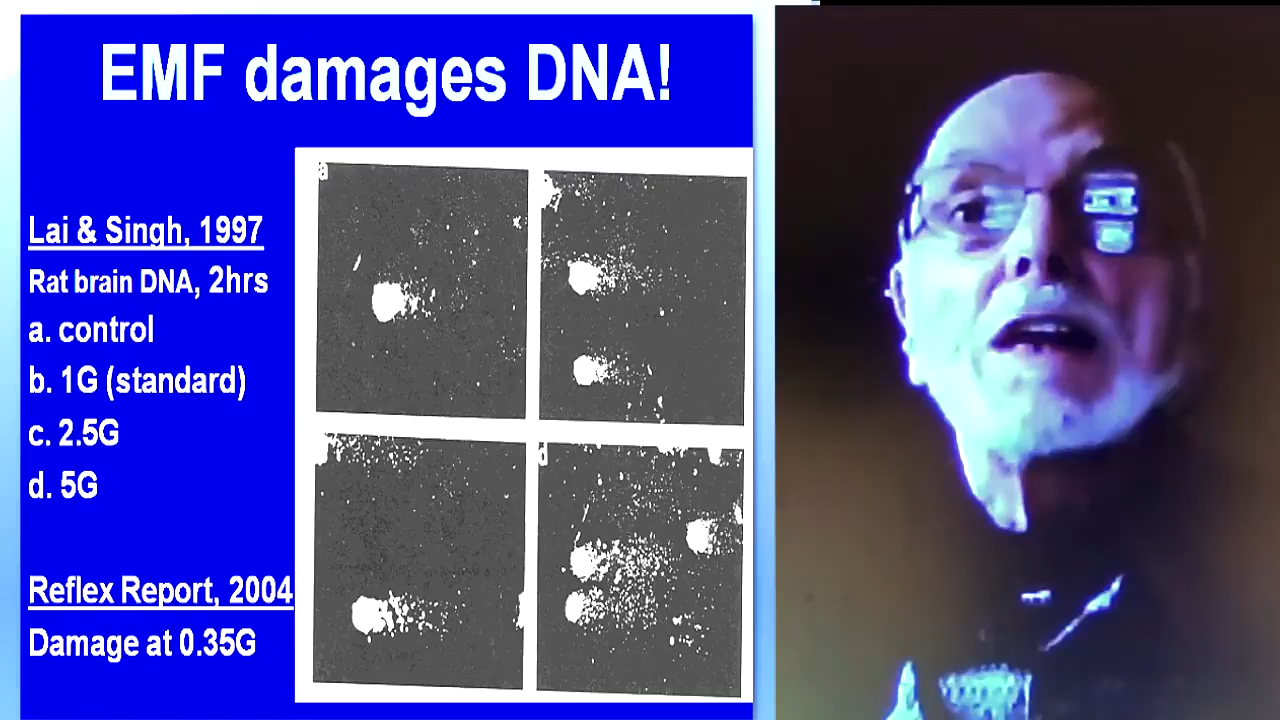 EMF damages DNA!
Lai & Singh, 1997
Rat brain DNA, 2hrs
a. control
b. 1G (standard)
c. 2.5G
d. 5G
Reflex Report, 2004
Damage at 0.35G
a
d